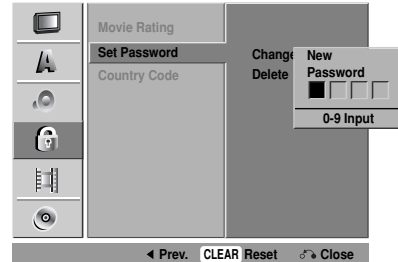 Movie Rating
Set Password
Country Code
Change
Delete
New
Password
0-9 Input
◄ Prev. CLEAR Reset Close